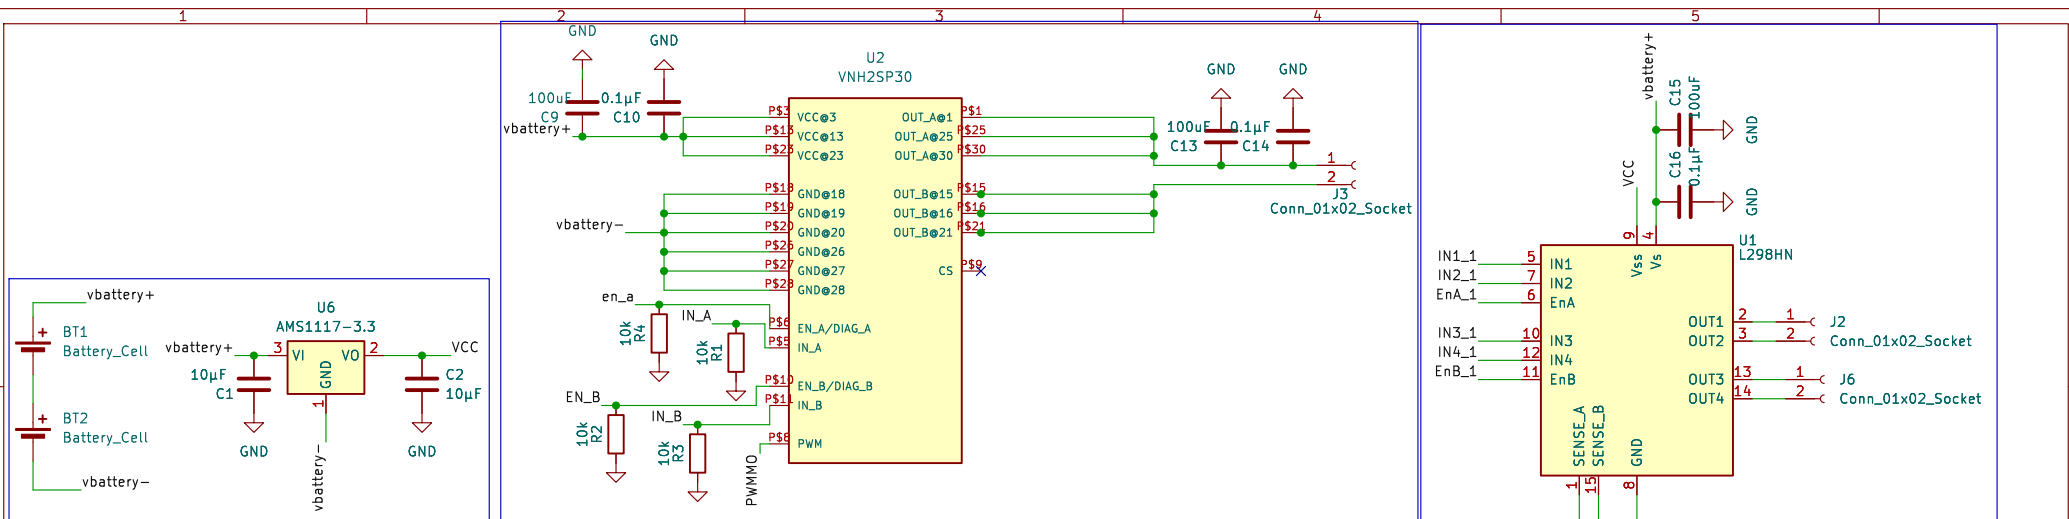 1
2
3
4
5
vbattery+
BT1
Battery_Cell
BT2
Battery_Cell
vbattery-
U6
AMS1117-3.3
vbattery+
3
VI
VO
2
VCC
GND
1
10µF
C1
GND
C2
10µF
GND
vbattery-
GND
GND
100uF
C9
0.1µF
C10
vbattery+
vbattery-
U2
VNH2SP30
P$3
VCC@3
P$13
VCC@13
P$23
VCC@23
P$18
GND@18
P$19
GND@19
P$20
GND@20
P$26
GND@26
P$27
GND@27
P$28
GND@28
P$6
EN_A/DIAG_A
P$5
IN_A
P$10
EN_B/DIAG_B
P$11
IN_B
P$8
PWM
OUT_A@1
P$1
OUT_A@25
P$25
OUT_A@30
P$30
OUT_B@15
P$15
OUT_B@16
P$16
OUT_B@21
P$21
CS
P$9
en_a
10k
R4
IN_A
10k
R1
EN_B
10k
R2
IN_B
10k
R3
PWMMO
GND
GND
100uF
C13
0.1µF
C14
1
2
J3
Conn_01x02_Socket
vbattery+
C15
100uF
GND
C16
0.1µF
GND
VCC
9
4
U1
L298HN
Vss
Vs
IN1_1
5
IN1
IN2_1
7
IN2
EnA_1
6
EnA
IN3_1
10
IN3
IN4_1
12
IN4
EnB_1
11
EnB
OUT1
2
1
J2
OUT2
3
2
Conn_01x02_Socket
OUT3
13
1
J6
OUT4
14
2
Conn_01x02_Socket
SENSE_A
SENSE_B
GND
1
15
8